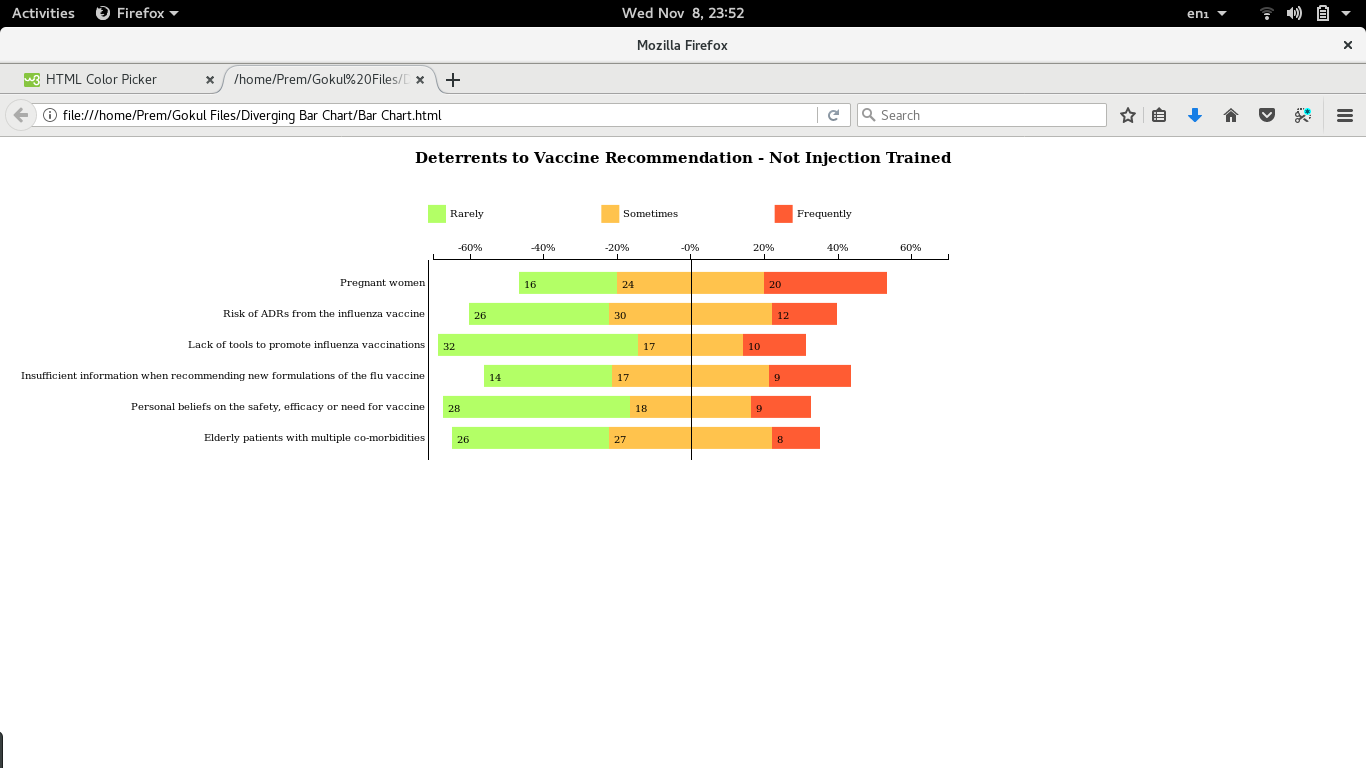 Activities Firefox Wed Nov 8, 23:52 en₁
Mozilla Firefox
HTML Color Picker /home/Prem/Gokul%20Files/D
file:///home/Prem/Gokul Files/Diverging Bar Chart/Bar Chart.html Search
Deterrents to Vaccine Recommendation - Not Injection Trained
Rarely Sometimes Frequently
-60% -40% -20% -0% 20% 40% 60%
Pregnant women 16 24 20
Risk of ADRs from the influenza vaccine 26 30 12
Lack of tools to promote influenza vaccinations 32 17 10
Insufficient information when recommending new formulations of the flu vaccine 14 17 9
Personal beliefs on the safety, efficacy or need for vaccine 28 18 9
Elderly patients with multiple co-morbidities 26 27 8